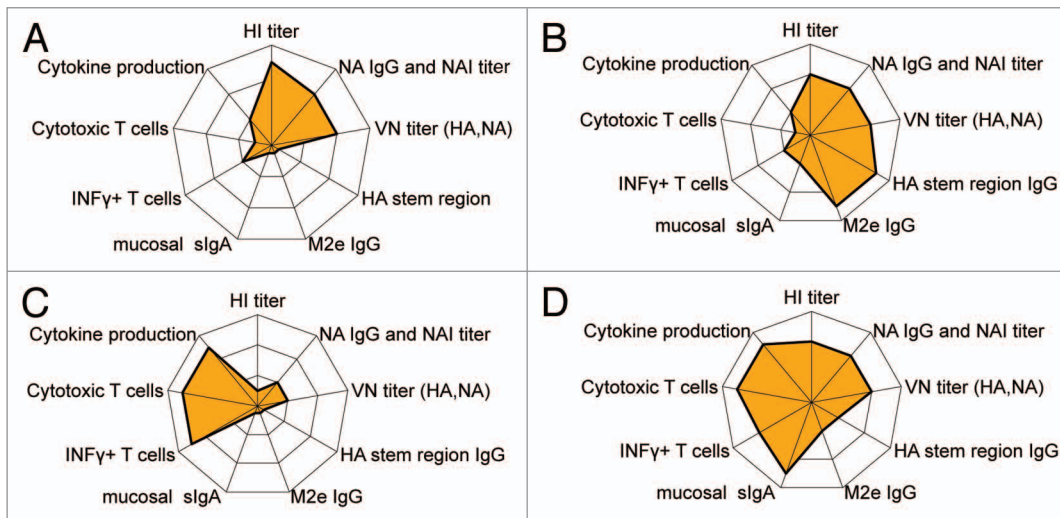 A
HI titer
Cytokine production
NA IgG and NAI titer
Cytotoxic T cells
VN titer (HA,NA)
INFγ+ T cells
HA stem region
mucosal sIgA
M2e IgG
B
HI titer
Cytokine production
NA IgG and NAI titer
Cytotoxic T cells
VN titer (HA,NA)
INFγ+ T cells
HA stem region IgG
mucosal sIgA
M2e IgG
C
HI titer
Cytokine production
NA IgG and NAI titer
Cytotoxic T cells
VN titer (HA,NA)
INFγ+ T cells
HA stem region IgG
mucosal sIgA
M2e IgG
D
HI titer
Cytokine production
NA IgG and NAI titer
Cytotoxic T cells
VN titer (HA,NA)
INFγ+ T cells
HA stem region IgG
mucosal sIgA
M2e IgG